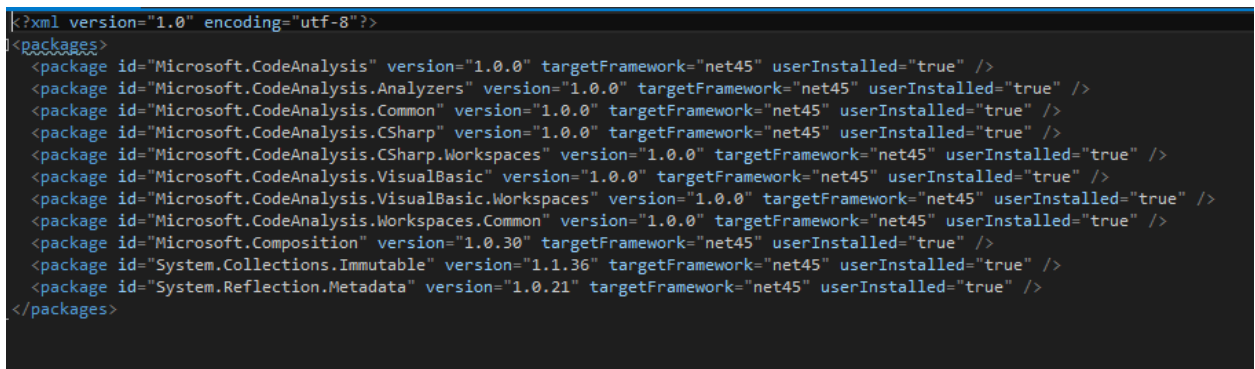 <?xml version="1.0" encoding="utf-8"?>
<packages>
<package id="Microsoft.CodeAnalysis" version="1.0.0" targetFramework="net45" userInstalled="true" />
<package id="Microsoft.CodeAnalysis.Analyzers" version="1.0.0" targetFramework="net45" userInstalled="true" />
<package id="Microsoft.CodeAnalysis.Common" version="1.0.0" targetFramework="net45" userInstalled="true" />
<package id="Microsoft.CodeAnalysis.CSharp" version="1.0.0" targetFramework="net45" userInstalled="true" />
<package id="Microsoft.CodeAnalysis.CSharp.Workspaces" version="1.0.0" targetFramework="net45" userInstalled="true" />
<package id="Microsoft.CodeAnalysis.VisualBasic" version="1.0.0" targetFramework="net45" userInstalled="true" />
<package id="Microsoft.CodeAnalysis.VisualBasic.Workspaces" version="1.0.0" targetFramework="net45" userInstalled="true" />
<package id="Microsoft.CodeAnalysis.Workspaces.Common" version="1.0.0" targetFramework="net45" userInstalled="true" />
<package id="Microsoft.Composition" version="1.0.30" targetFramework="net45" userInstalled="true" />
<package id="System.Collections.Immutable" version="1.1.36" targetFramework="net45" userInstalled="true" />
<package id="System.Reflection.Metadata" version="1.0.21" targetFramework="net45" userInstalled="true" />
</packages>